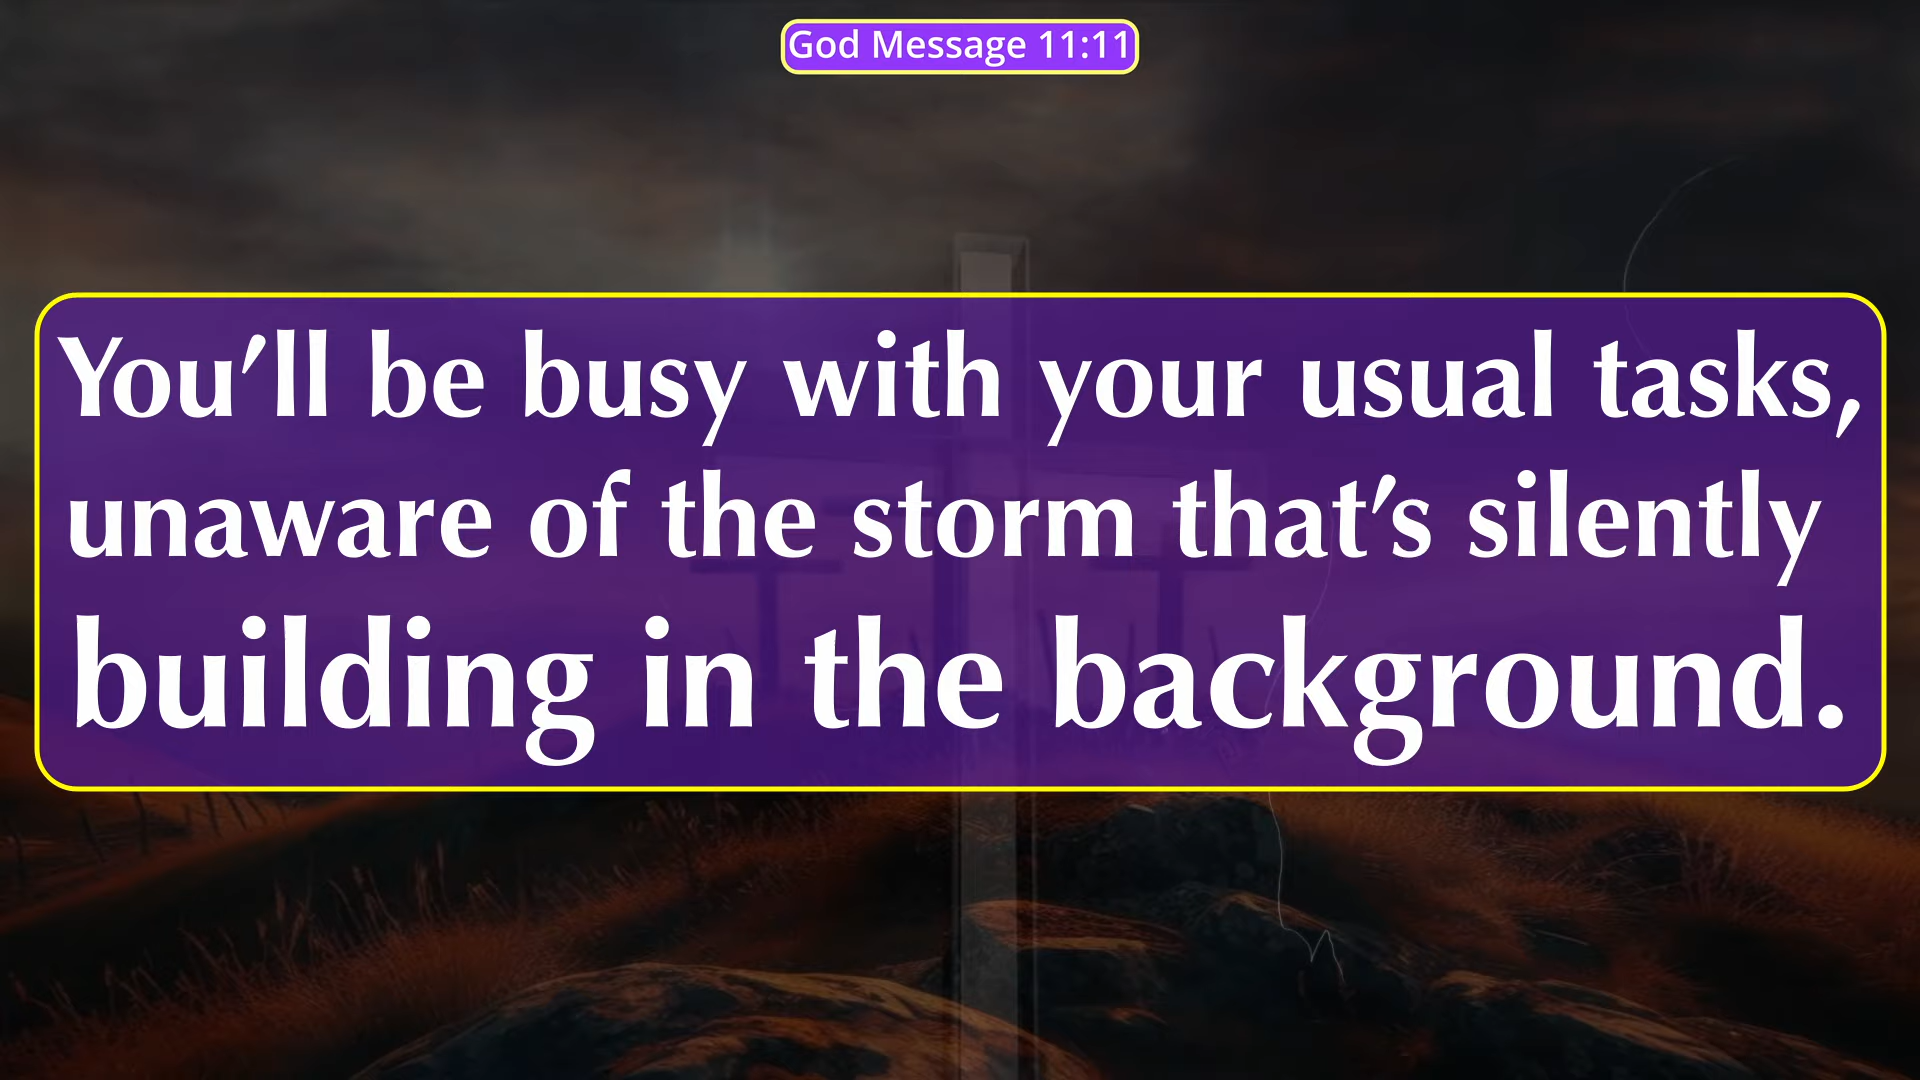 God Message 11:11
You’ll be busy with your usual tasks,
unaware of the storm that’s silently
building in the background.